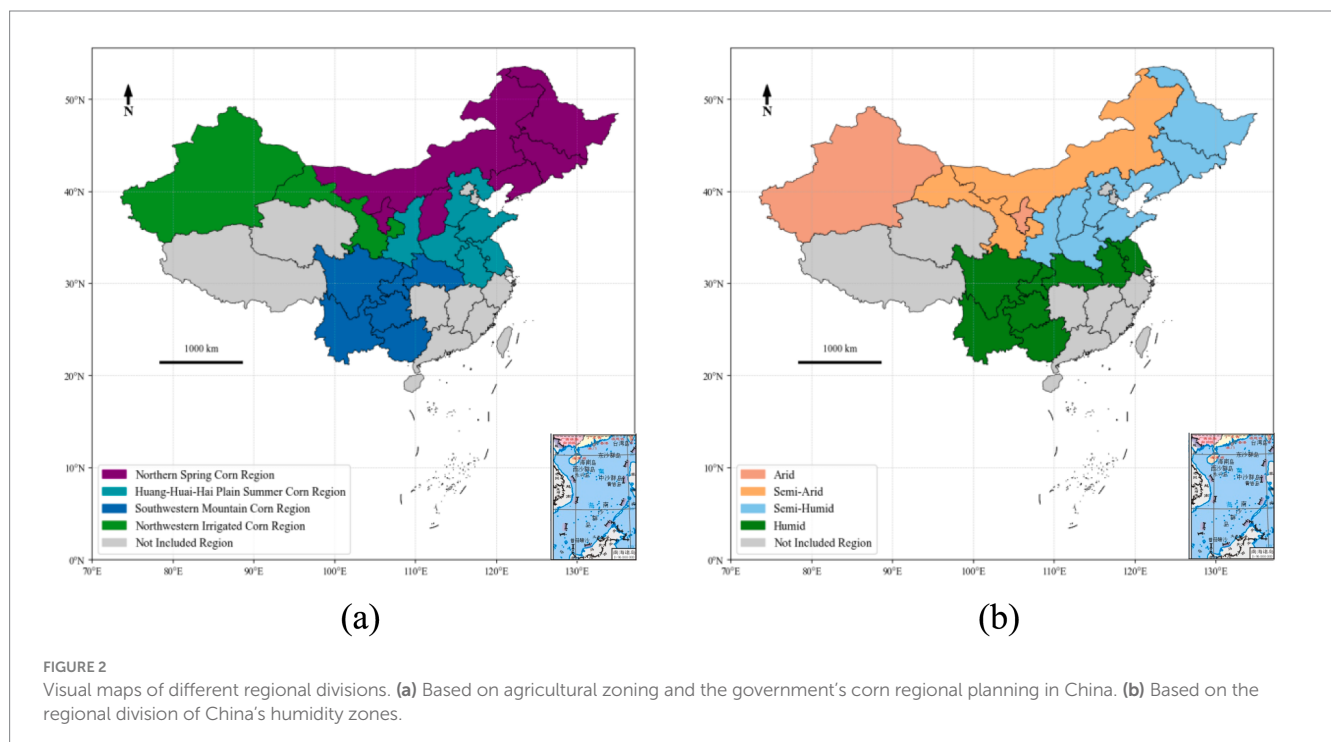 N
50°N
40°N
30°N
20°N
10°N
0°N
1000 km
Northern Spring Corn Region
Huang-Huai-Hai Plain Summer Corn Region
Southwestern Mountain Corn Region
Northwestern Irrigated Corn Region
Not Included Region
70°E 80°E 90°E 100°E 110°E 120°E 130°E
(a)
N
50°N
40°N
30°N
20°N
10°N
0°N
1000 km
Arid
Semi-Arid
Semi-Humid
Humid
Not Included Region
70°E 80°E 90°E 100°E 110°E 120°E 130°E
(b)
FIGURE 2
Visual maps of different regional divisions. (a) Based on agricultural zoning and the government's corn regional planning in China. (b) Based on the
regional division of China's humidity zones.